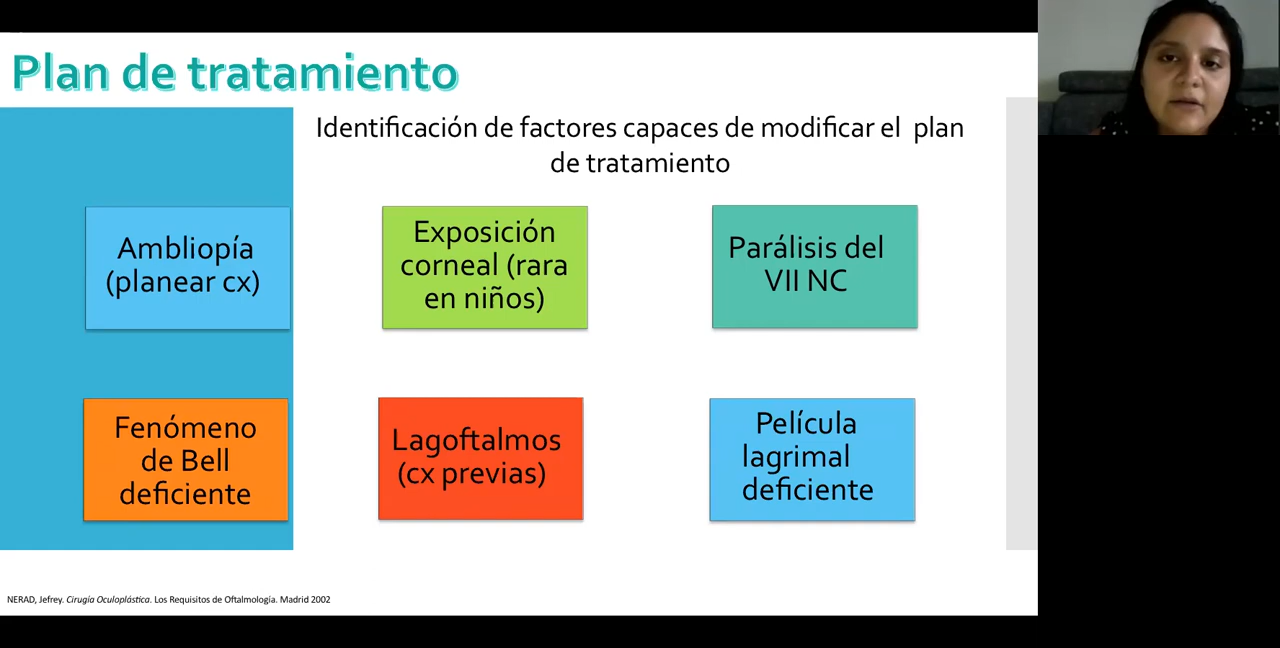 Plan de tratamiento
Identificación de factores capaces de modificar el plan
de tratamiento
Ambliopía
(planear cx)
Exposición
corneal (rara
en niños)
Parálisis del
VII NC
Fenómeno
de Bell
deficiente
Lagoftalmos
(cx previas)
Película
lagrimal
deficiente
NERAD, Jefrey. Cirugía Oculoplástica. Los Requisitos de Oftalmología. Madrid 2002